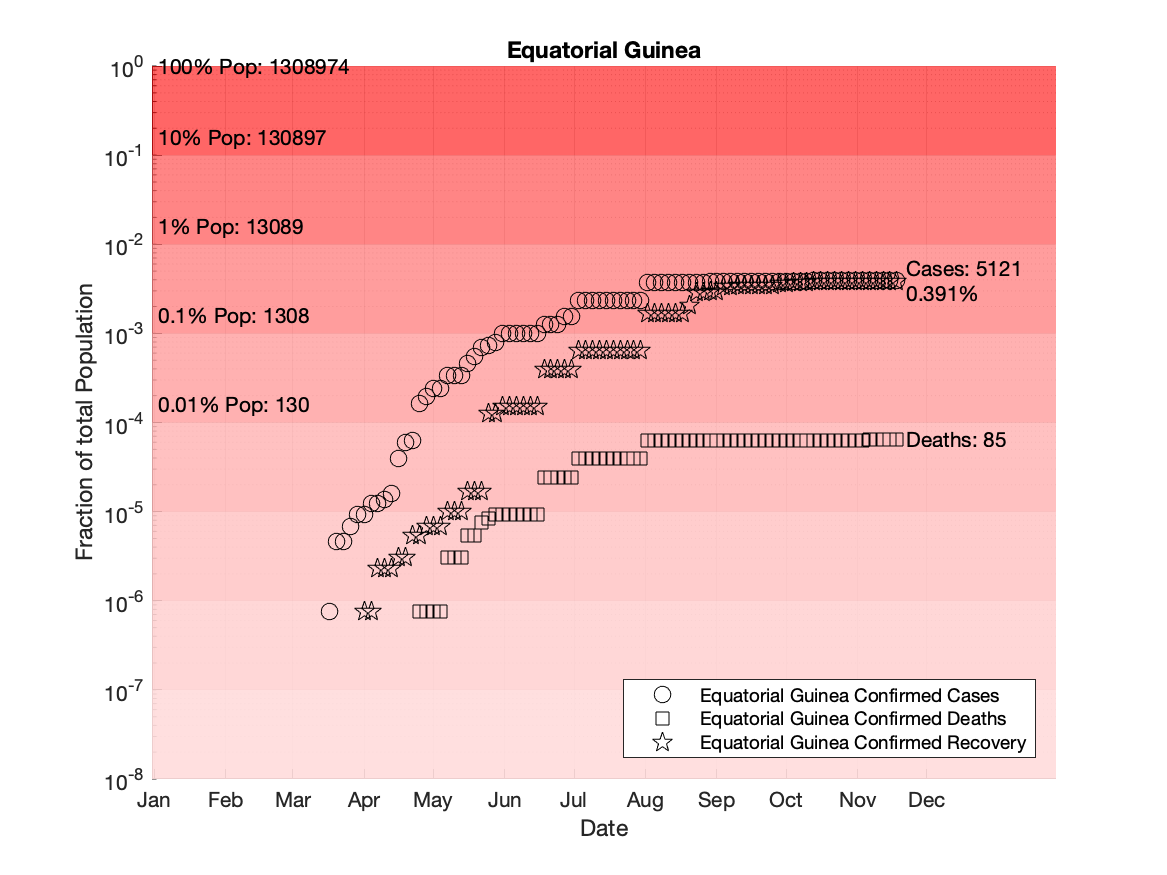 Equatorial Guinea
10^0
100% Pop: 1308974
10% Pop: 130897
10^-1
1% Pop: 13089
10^-2
Cases: 5121
0.391%
0.1% Pop: 1308
10^-3
0.01% Pop: 130
10^-4
Deaths: 85
10^-5
10^-6
10^-7
10^-8
Fraction of total Population
Equatorial Guinea Confirmed Cases
Equatorial Guinea Confirmed Deaths
Equatorial Guinea Confirmed Recovery
Jan Feb Mar Apr May Jun Jul Aug Sep Oct Nov Dec
Date